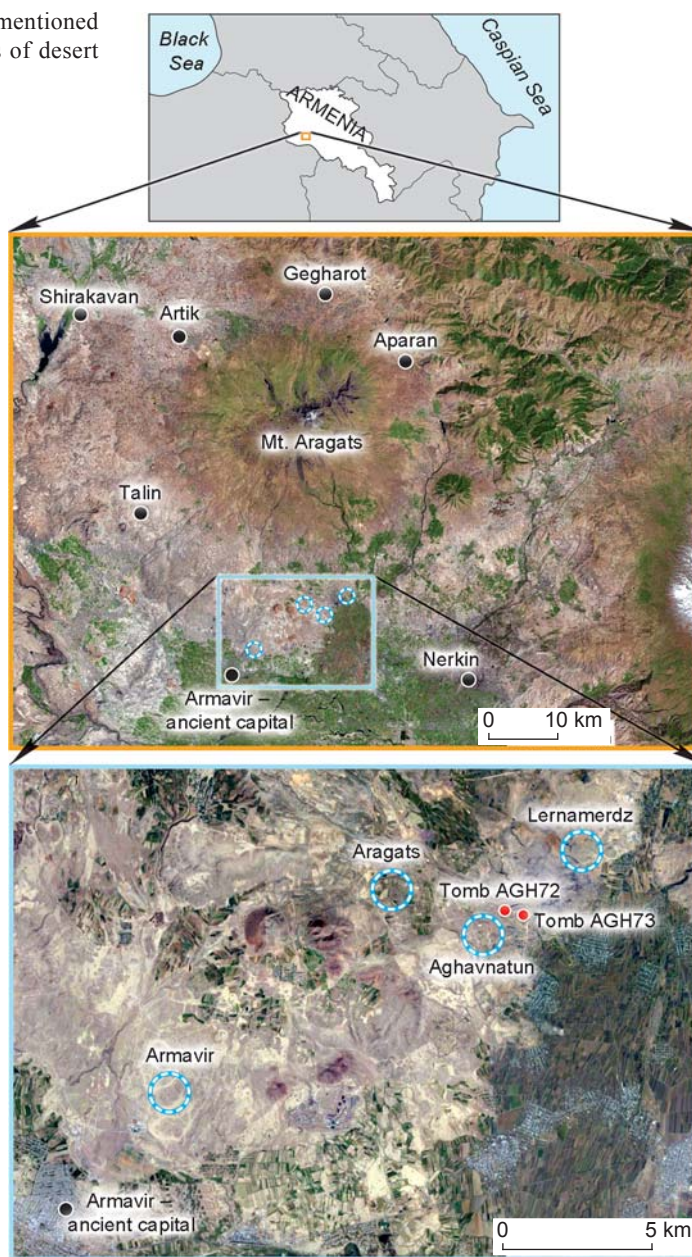 mentioned
s of desert
Black
Sea
Caspian Sea
ARMENIA
Gegharot
Shirakavan
Artik
Aparan
Mt. Aragats
Talin
Nerkin
Armavir –
ancient capital
0 10 km
Lernamerdz
Aragats
Tomb AGH72
Tomb AGH73
Aghavnatun
Armavir
Armavir –
ancient capital
0 5 km